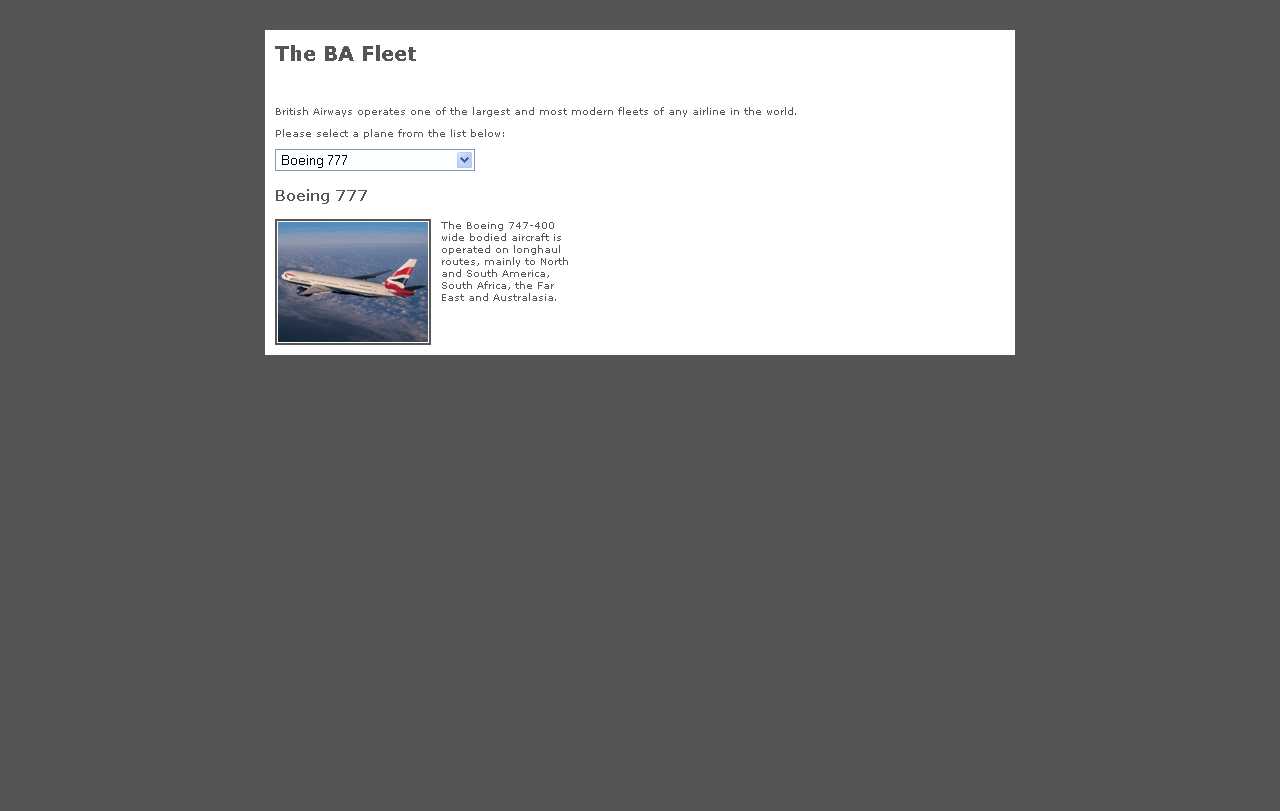 The BA Fleet
British Airways operates one of the largest and most modern fleets of any airline in the world.
Please select a plane from the list below:
Boeing 777
Boeing 777
The Boeing 747-400
wide bodied aircraft is
operated on longhaul
routes, mainly to North
and South America,
South Africa, the Far
East and Australasia.